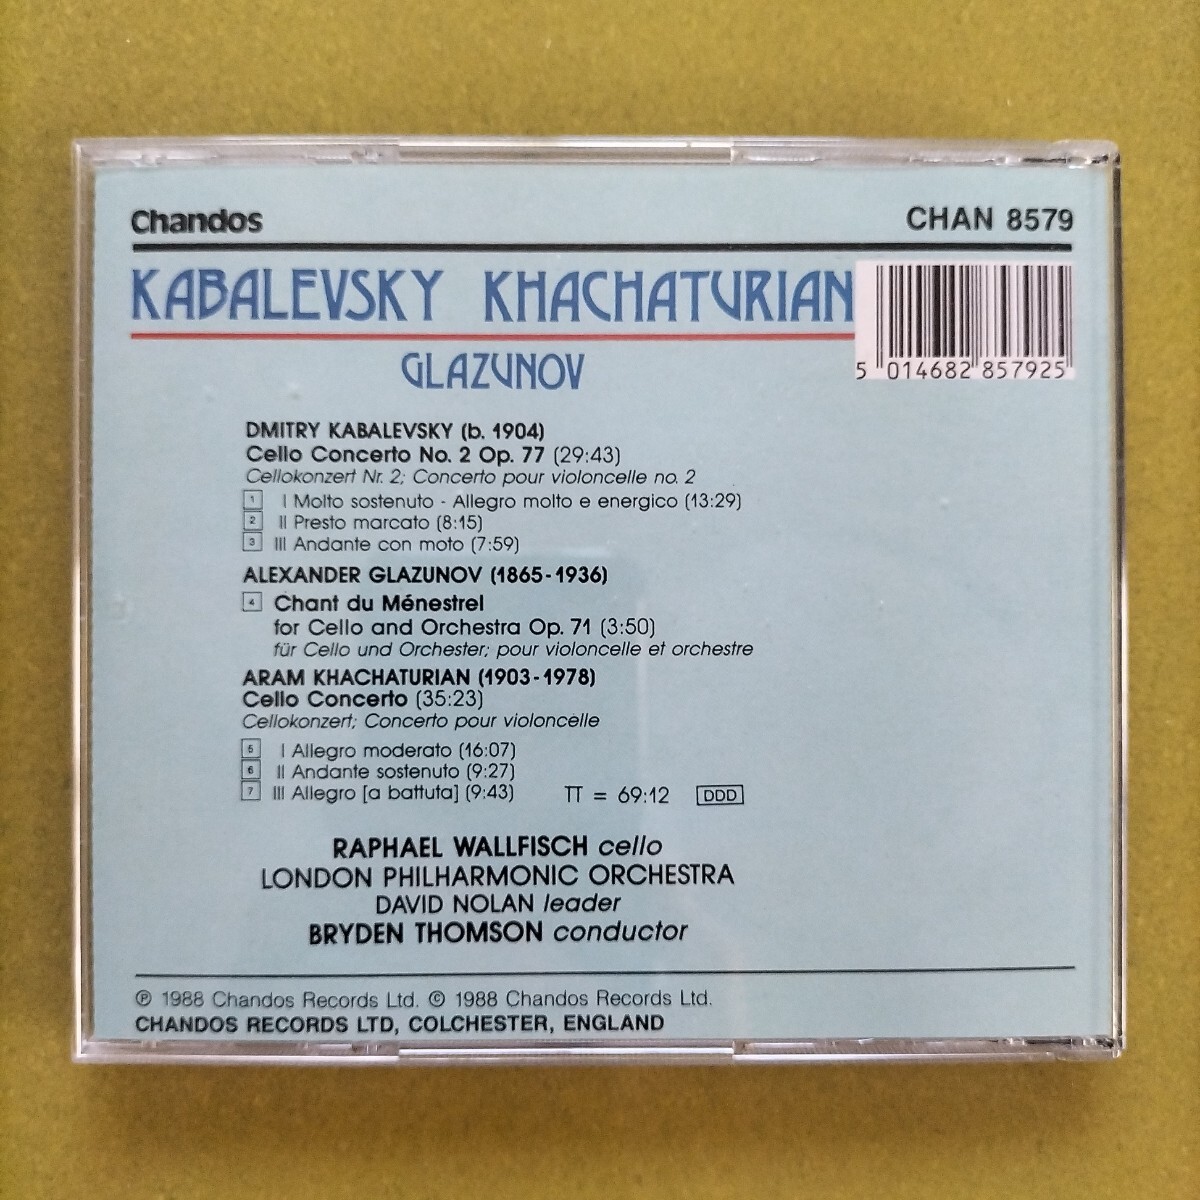 Chandos
CHAN 8579
KABALEVSKY KHACHATURIAN
GLAZUNOV
5 014682 857925
DMITRY KABALEVSKY (b. 1904)
Cello Concerto No. 2 Op. 77 (29:43)
Cellokonzert Nr. 2; Concerto pour violoncelle no. 2
1 I Molto sostenuto - Allegro molto e energico (13:29)
2 II Presto marcato (8:15)
3 III Andante con moto (7:59)
ALEXANDER GLAZUNOV (1865-1936)
4 Chant du Ménestrel
for Cello and Orchestra Op. 71 (3:50)
für Cello und Orchester; pour violoncelle et orchestre
ARAM KHACHATURIAN (1903-1978)
Cello Concerto (35:23)
Cellokonzert; Concerto pour violoncelle
5 I Allegro moderato (16:07)
6 II Andante sostenuto (9:27)
7 III Allegro [a battuta] (9:43) TT = 69:12 DDD
RAPHAEL WALLFISCH cello
LONDON PHILHARMONIC ORCHESTRA
DAVID NOLAN leader
BRYDEN THOMSON conductor
℗ 1988 Chandos Records Ltd. © 1988 Chandos Records Ltd.
CHANDOS RECORDS LTD, COLCHESTER, ENGLAND